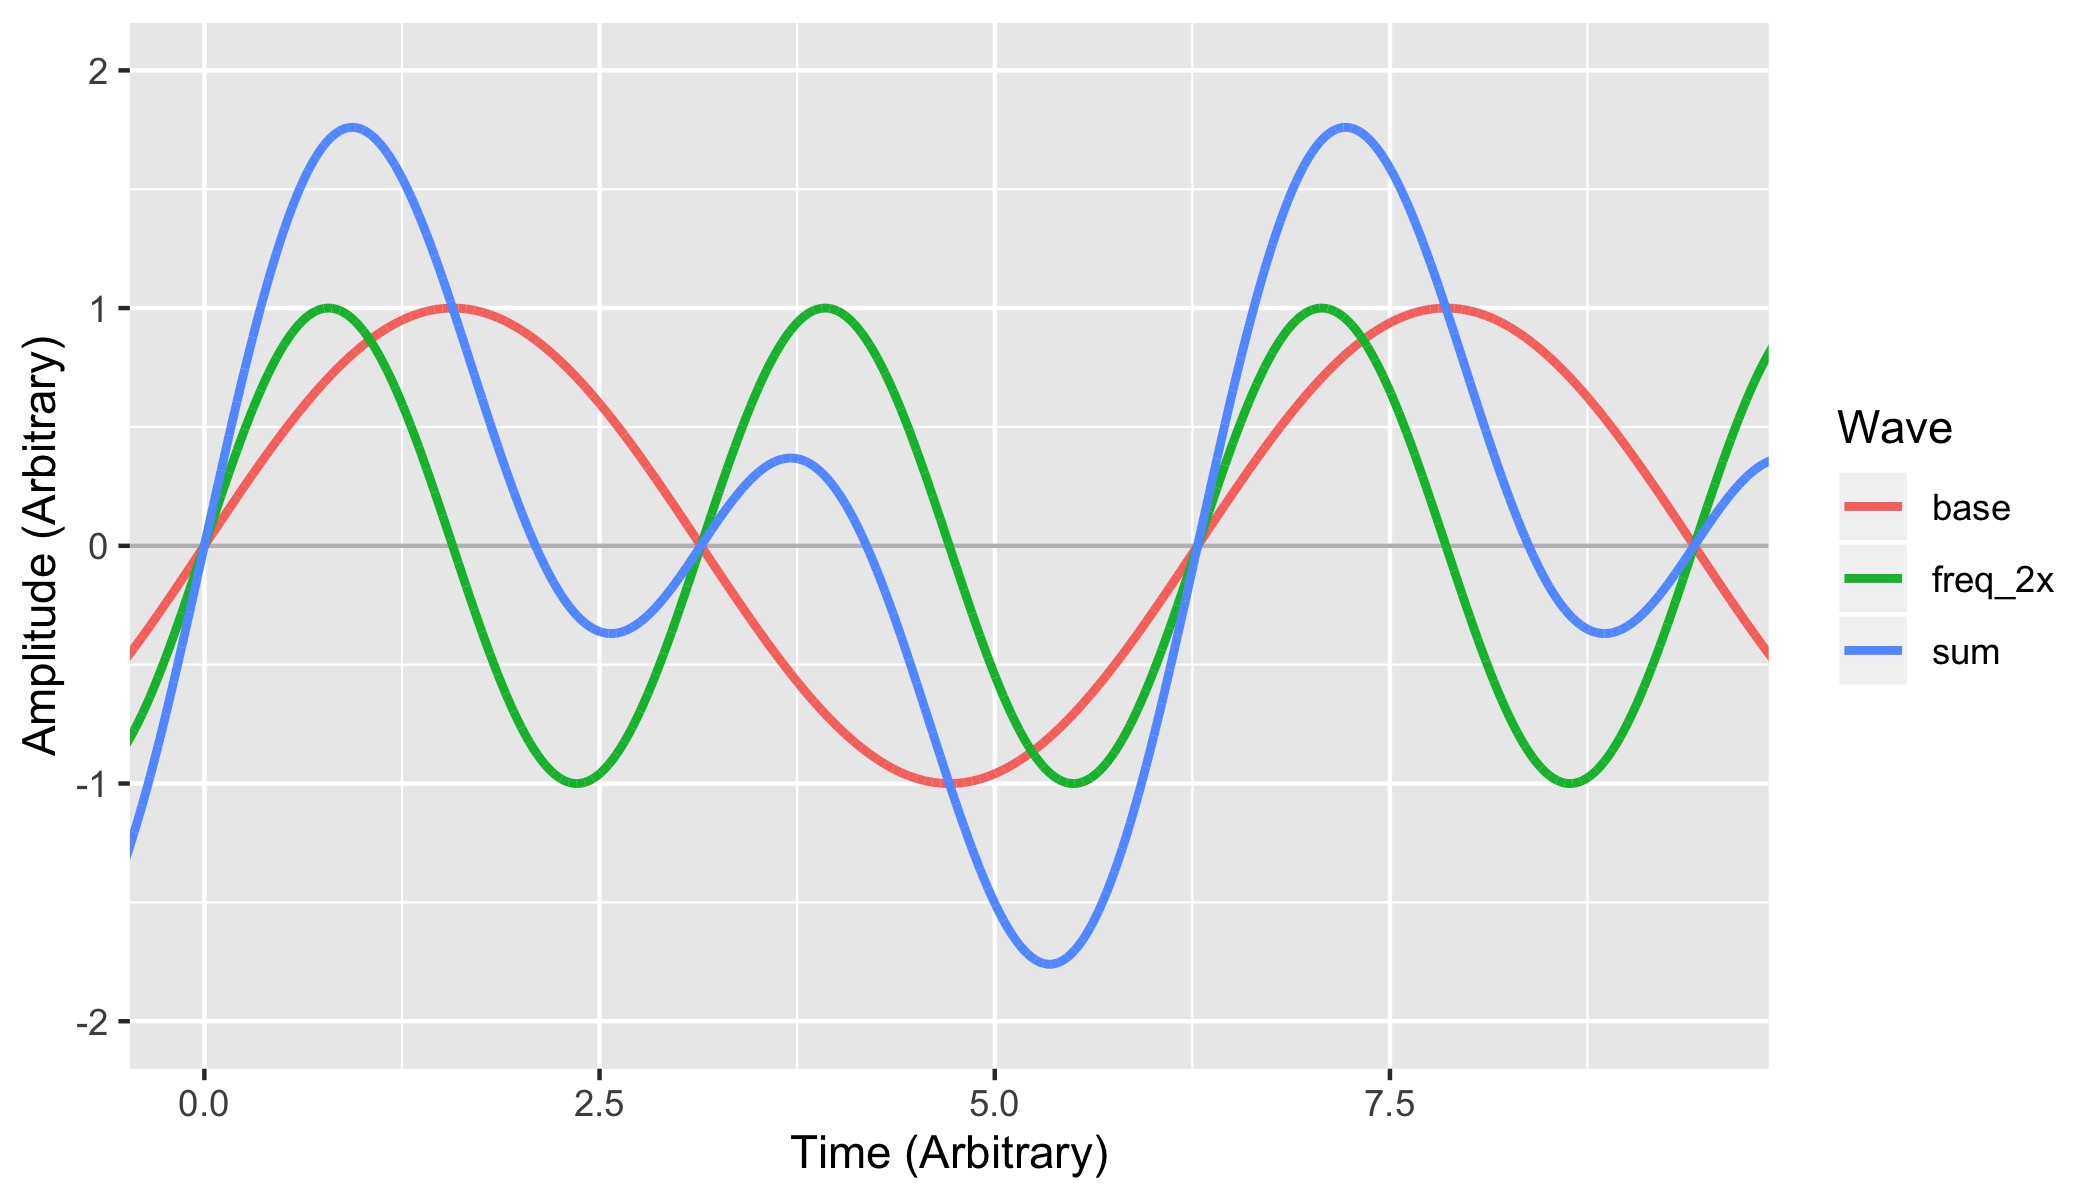 Amplitude (Arbitrary)
2
1
0
-1
-2
0.0 2.5 5.0 7.5
Time (Arbitrary)
Wave
base
freq_2x
sum